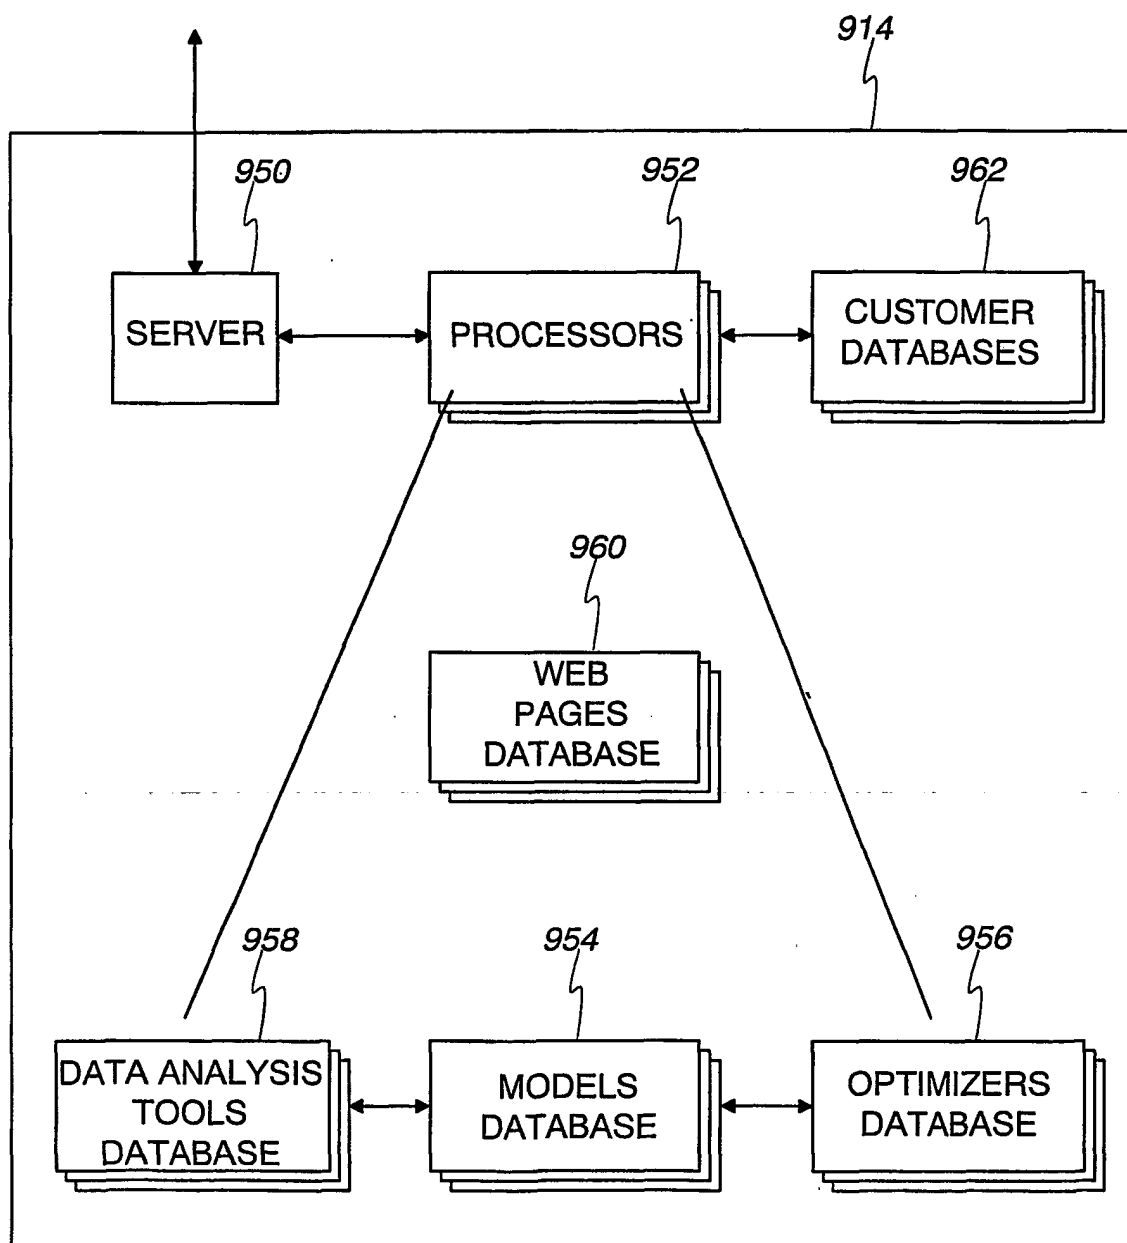 914
950
952
962
SERVER
PROCESSORS
CUSTOMER
DATABASES
960
WEB
PAGES
DATABASE
958
954
956
DATA ANALYSIS
TOOLS
DATABASE
MODELS
DATABASE
OPTIMIZERS
DATABASE